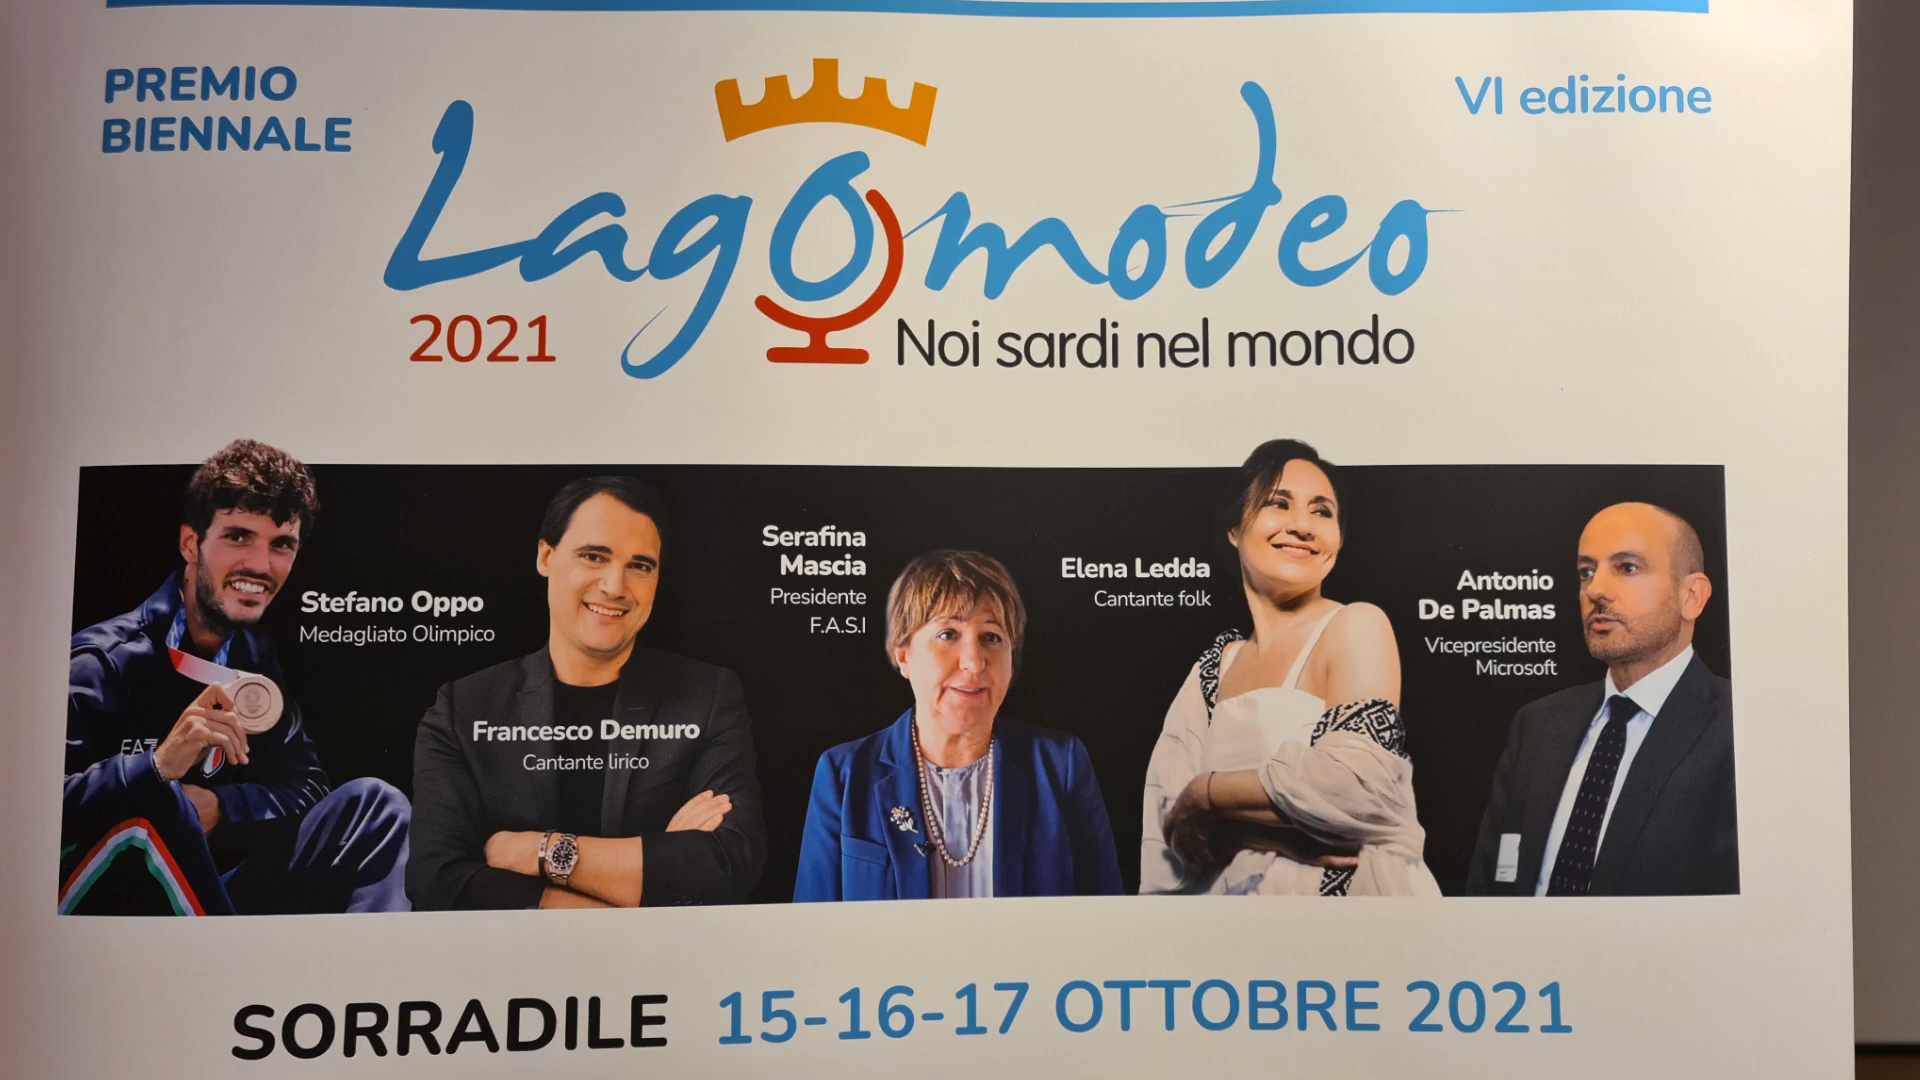 PREMIO
BIENNALE
VI edizione
Lagomodeo
2021
Noi sardi nel mondo
Stefano Oppo
Medagliato Olimpico
EA7
Francesco Demuro
Cantante lirico
Serafina
Mascia
Presidente
F.A.S.I
Elena Ledda
Cantante folk
Antonio
De Palmas
Vicepresidente
Microsoft
SORRADILE 15-16-17 OTTOBRE 2021